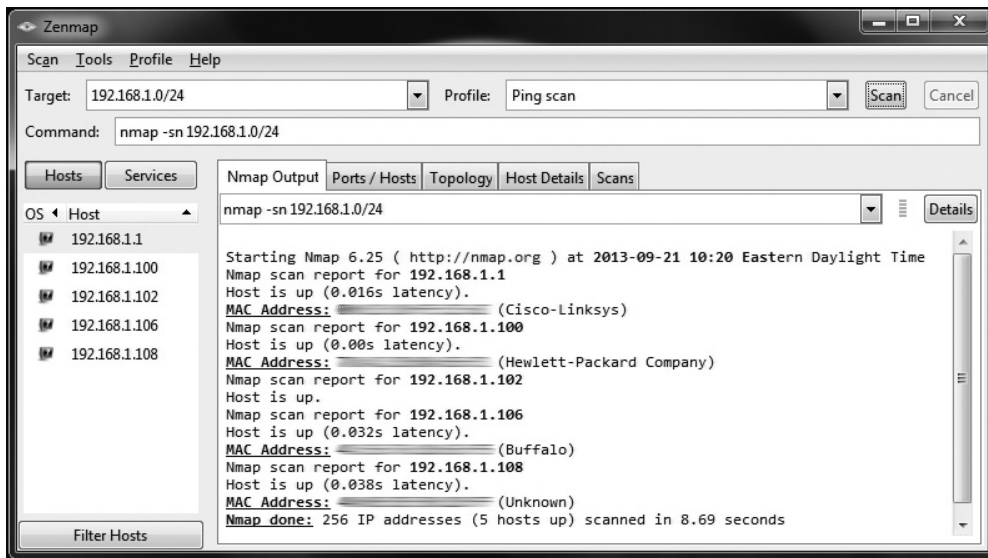 Zenmap
Scan Tools Profile Help
Target: 192.168.1.0/24 Profile: Ping scan Scan Cancel
Command: nmap -sn 192.168.1.0/24
Hosts Services
OS Host
192.168.1.1
192.168.1.100
192.168.1.102
192.168.1.106
192.168.1.108
Filter Hosts
Nmap Output Ports / Hosts Topology Host Details Scans
nmap -sn 192.168.1.0/24 Details
Starting Nmap 6.25 ( http://nmap.org ) at 2013-09-21 10:20 Eastern Daylight Time
Nmap scan report for 192.168.1.1
Host is up (0.016s latency).
MAC Address: (Cisco-Linksys)
Nmap scan report for 192.168.1.100
Host is up (0.00s latency).
MAC Address: (Hewlett-Packard Company)
Nmap scan report for 192.168.1.102
Host is up.
Nmap scan report for 192.168.1.106
Host is up (0.032s latency).
MAC Address: (Buffalo)
Nmap scan report for 192.168.1.108
Host is up (0.038s latency).
MAC Address: (Unknown)
Nmap done: 256 IP addresses (5 hosts up) scanned in 8.69 seconds